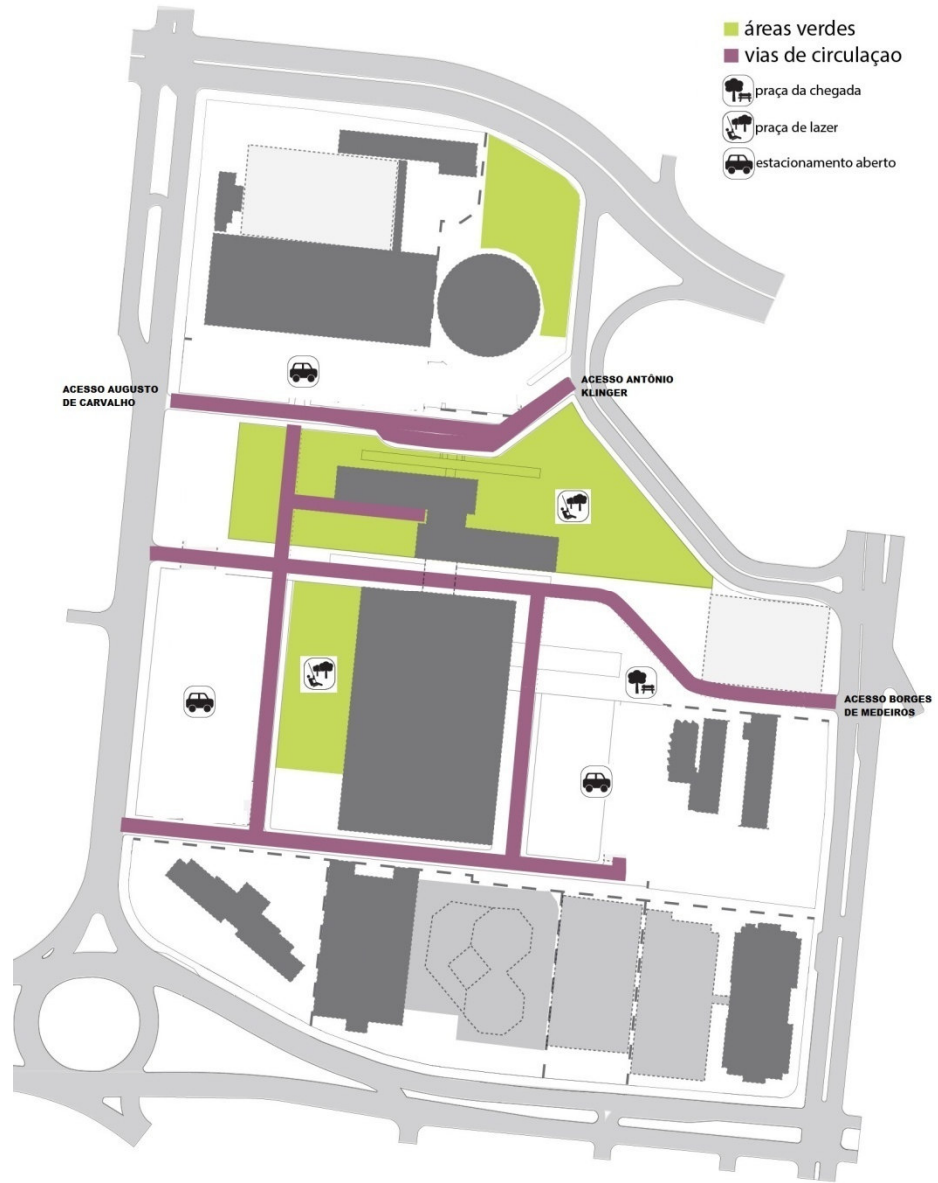 áreas verdes
vias de circulaçao
praça da chegada
praça de lazer
estacionamento aberto
ACESSO AUGUSTO
DE CARVALHO
ACESSO ANTÔNIO
KLINGER
ACESSO BORGES
DE MEDEIROS